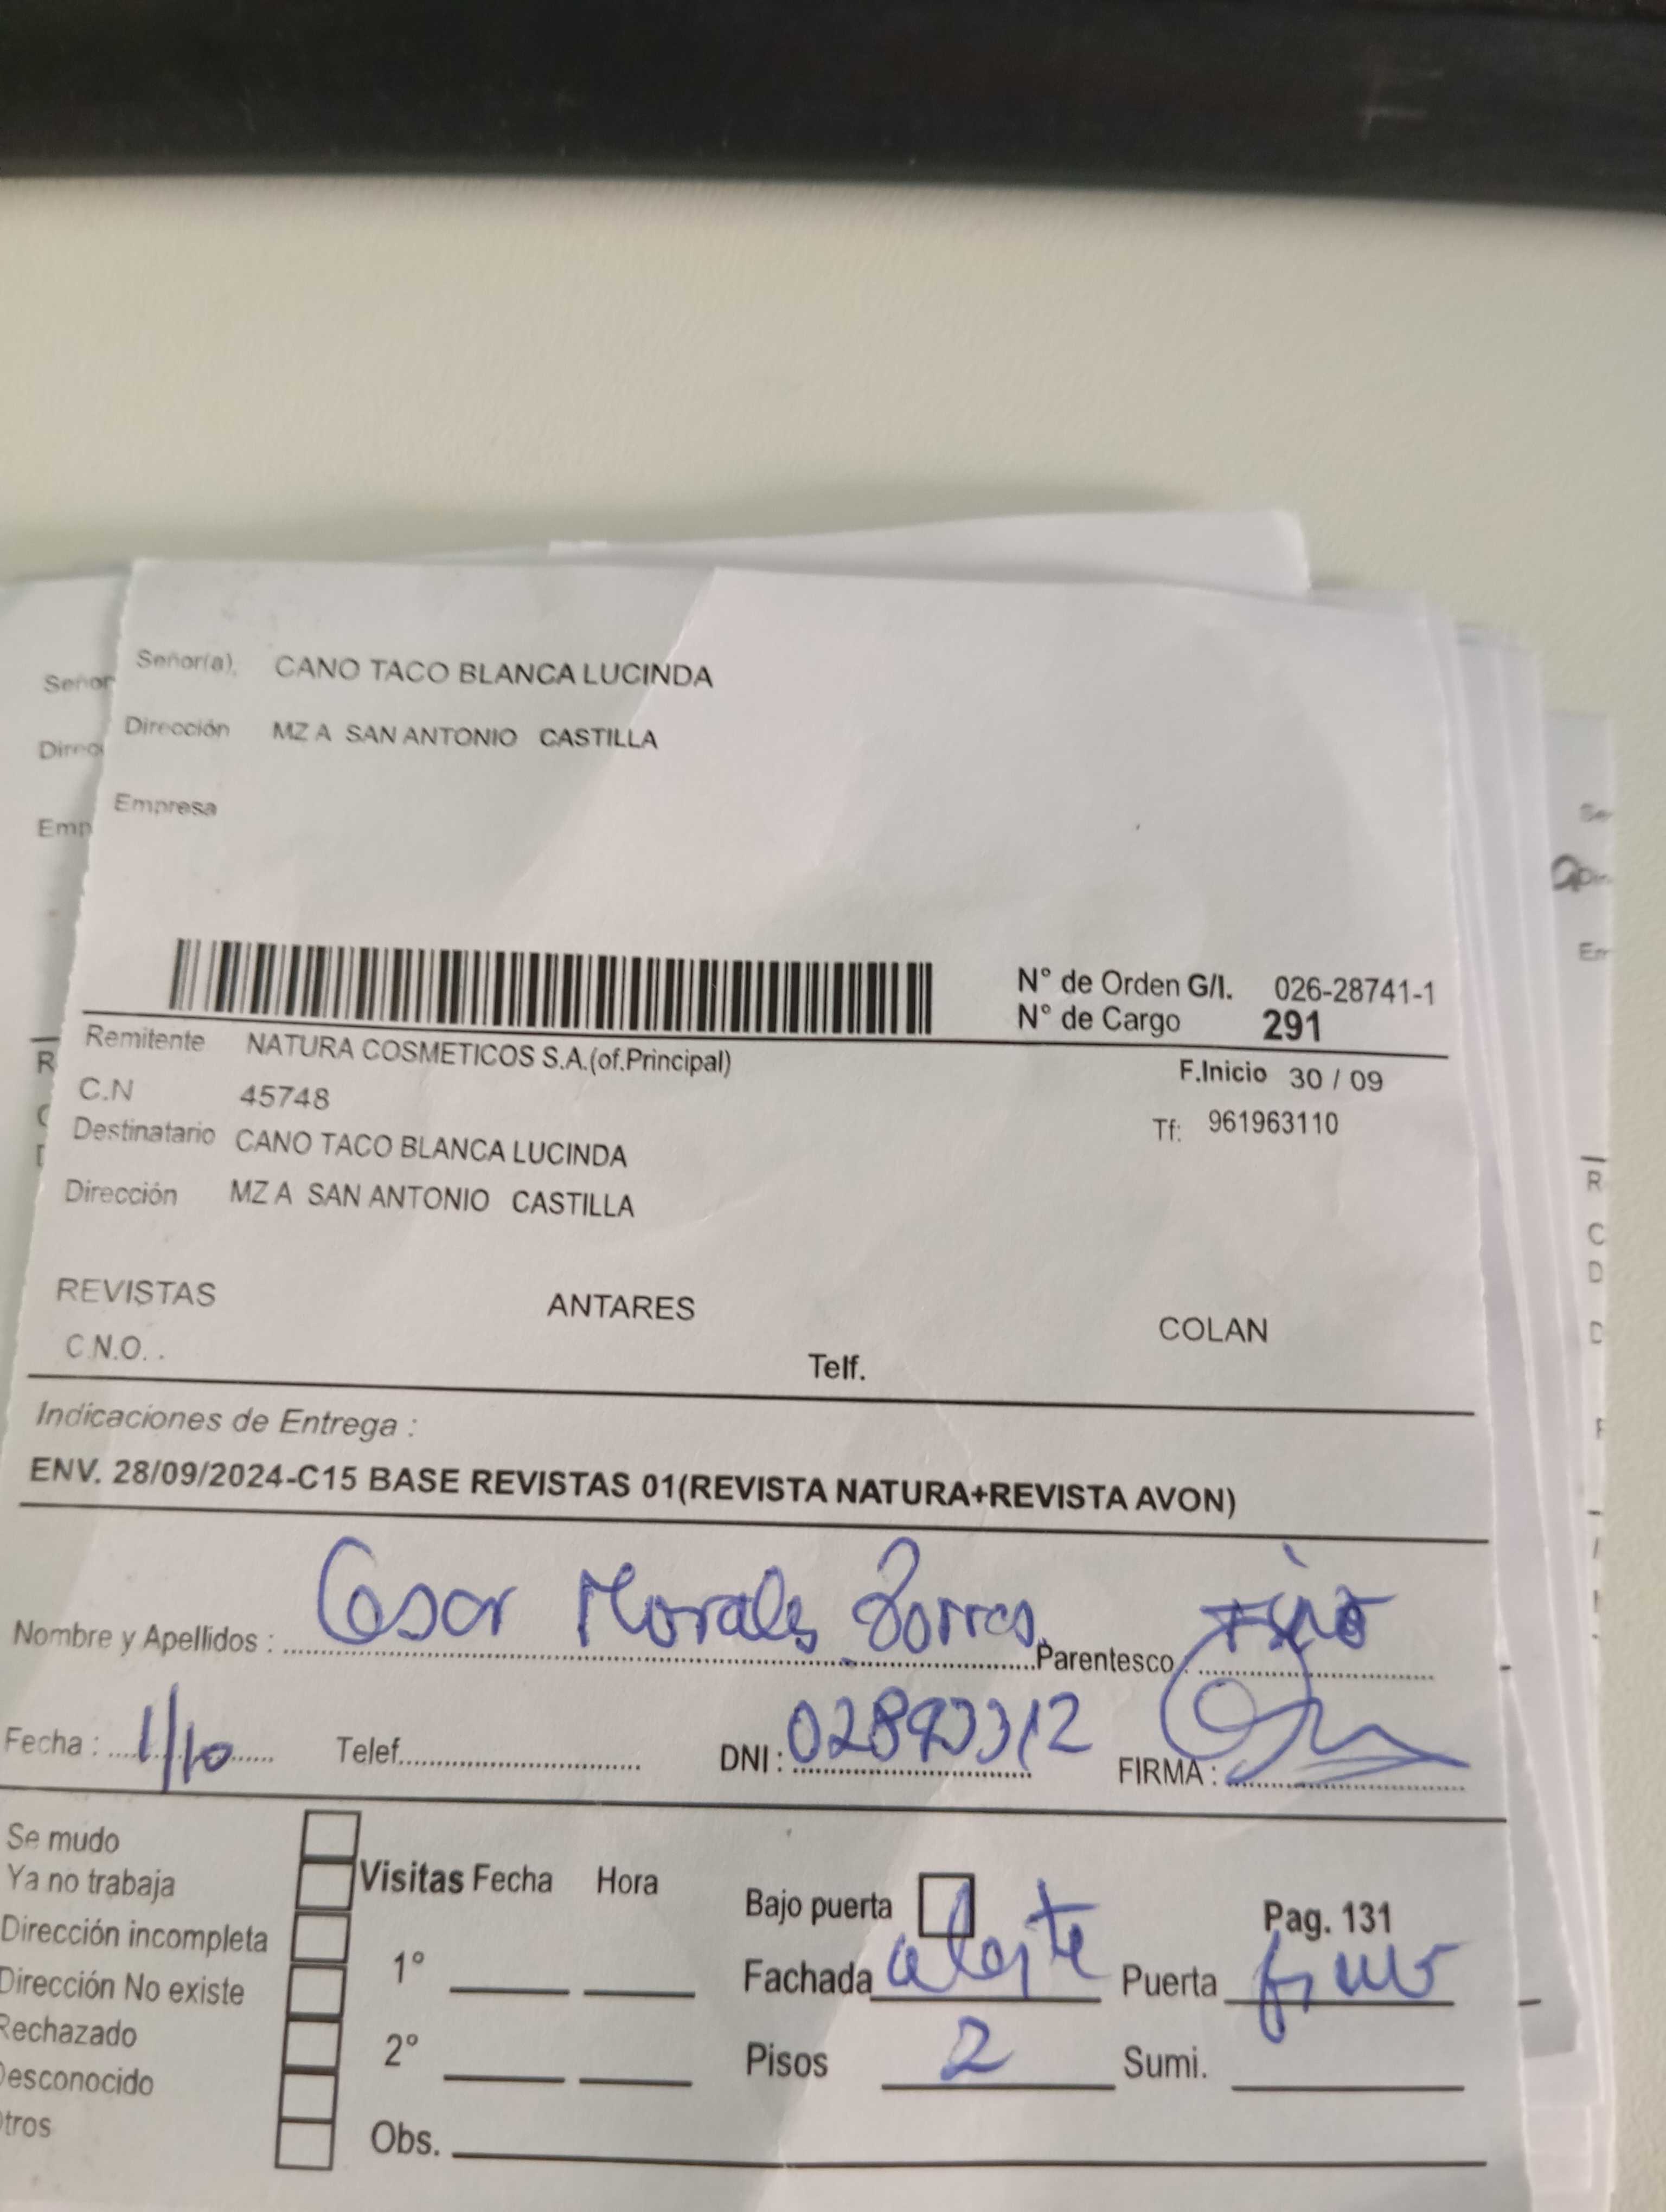 Señor(a), CANO TACO BLANCA LUCINDA
Dirección MZ A SAN ANTONIO CASTILLA
Empresa
N° de Orden G/I. 026-28741-1
N° de Cargo 291
Remitente NATURA COSMETICOS S.A.(of.Principal)
F.Inicio 30 / 09
C.N 45748
Tf: 961963110
Destinatario CANO TACO BLANCA LUCINDA
Dirección MZ A SAN ANTONIO CASTILLA
REVISTAS ANTARES COLAN
C.N.O. . Telf.
Indicaciones de Entrega :
ENV. 28/09/2024-C15 BASE REVISTAS 01(REVISTA NATURA+REVISTA AVON)
Nombre y Apellidos : Cesar Morales Torres Parentesco :
Fecha : 1/10 Telef. DNI : FIRMA :
Se mudo
Ya no trabaja
Dirección incompleta
Dirección No existe
Rechazado
Desconocido
Otros
Visitas Fecha Hora
1°
2°
Obs.
Bajo puerta Pag. 131
Fachada Puerta
Pisos 2 Sumi.